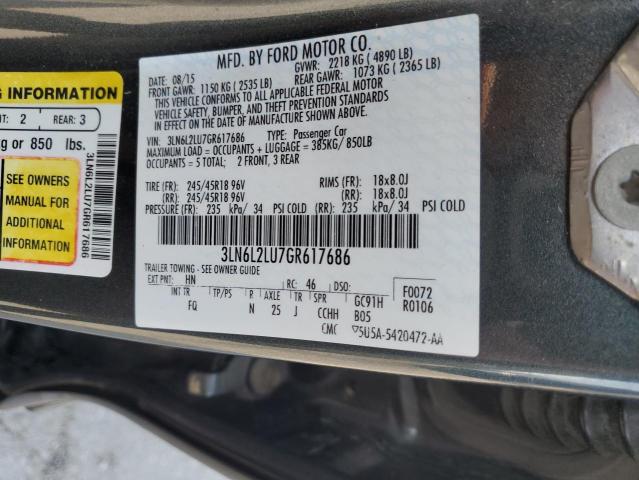 G INFORMATION
NT: 2 REAR: 3
kg or 850 lbs.
SEE OWNERS
MANUAL FOR
ADDITIONAL
INFORMATION
3LN6L2LU7GR617686
MFD. BY FORD MOTOR CO.
DATE: 08/15 GVWR: 2218 KG ( 4890 LB)
FRONT GAWR: 1150 KG ( 2535 LB) REAR GAWR: 1073 KG ( 2365 LB)
THIS VEHICLE CONFORMS TO ALL APPLICABLE FEDERAL MOTOR
VEHICLE SAFETY, BUMPER, AND THEFT PREVENTION STANDARDS
IN EFFECT ON THE DATE OF MANUFACTURE SHOWN ABOVE.
VIN: 3LN6L2LU7GR617686 TYPE: Passenger Car
MAXIMUM LOAD = OCCUPANTS + LUGGAGE = 385KG/ 850LB
OCCUPANTS = 5 TOTAL: 2 FRONT, 3 REAR
TIRE (FR): 245/45R18 96V RIMS (FR): 18x8.0J
(RR): 245/45R18 96V (RR): 18x8.0J
PRESSURE (FR): 235 kPa/ 34 PSI COLD (RR): 235 kPa/ 34 PSI COLD
3LN6L2LU7GR617686
TRAILER TOWING - SEE OWNER GUIDE
EXT PNT: HN RC: 46 DSO: F0072
INT TR TP/PS R AXLE TR SPR GC91H R0106
FQ N 25 J CCHH B05
CMC ▽5USA-5420472-AA